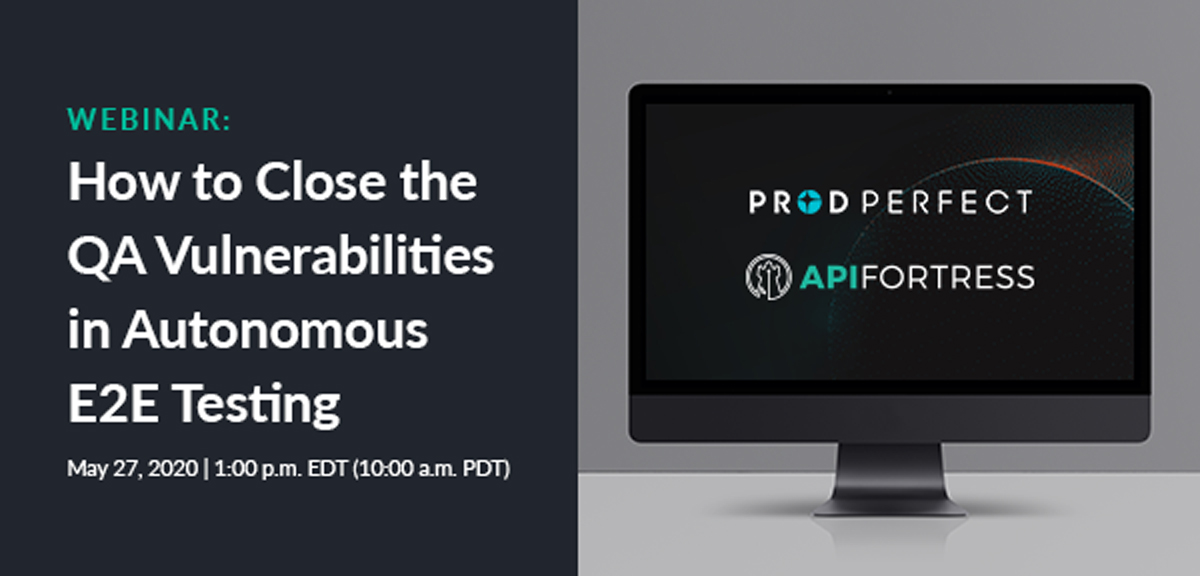 WEBINAR:
How to Close the
QA Vulnerabilities
in Autonomous
E2E Testing
May 27, 2020 | 1:00 p.m. EDT (10:00 a.m. PDT)
PRODPERFECT
APIFORTRESS